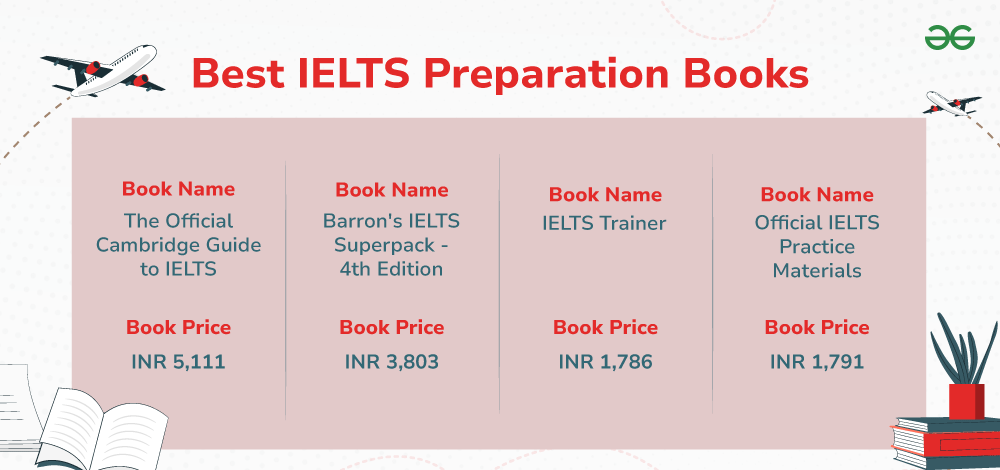 Best IELTS Preparation Books
Book Name
The Official
Cambridge Guide
to IELTS
Book Price
INR 5,111
Book Name
Barron's IELTS
Superpack -
4th Edition
Book Price
INR 3,803
Book Name
IELTS Trainer
Book Price
INR 1,786
Book Name
Official IELTS
Practice
Materials
Book Price
INR 1,791